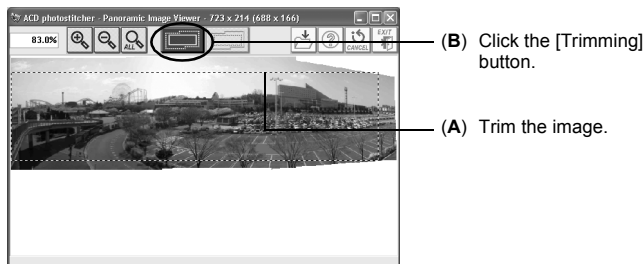 ACD photostitcher - Panoramic Image Viewer - 723 x 214 (688 x 166)
83.0%
ALL
CANCEL
EXIT
(B) Click the [Trimming]
button.
(A) Trim the image.